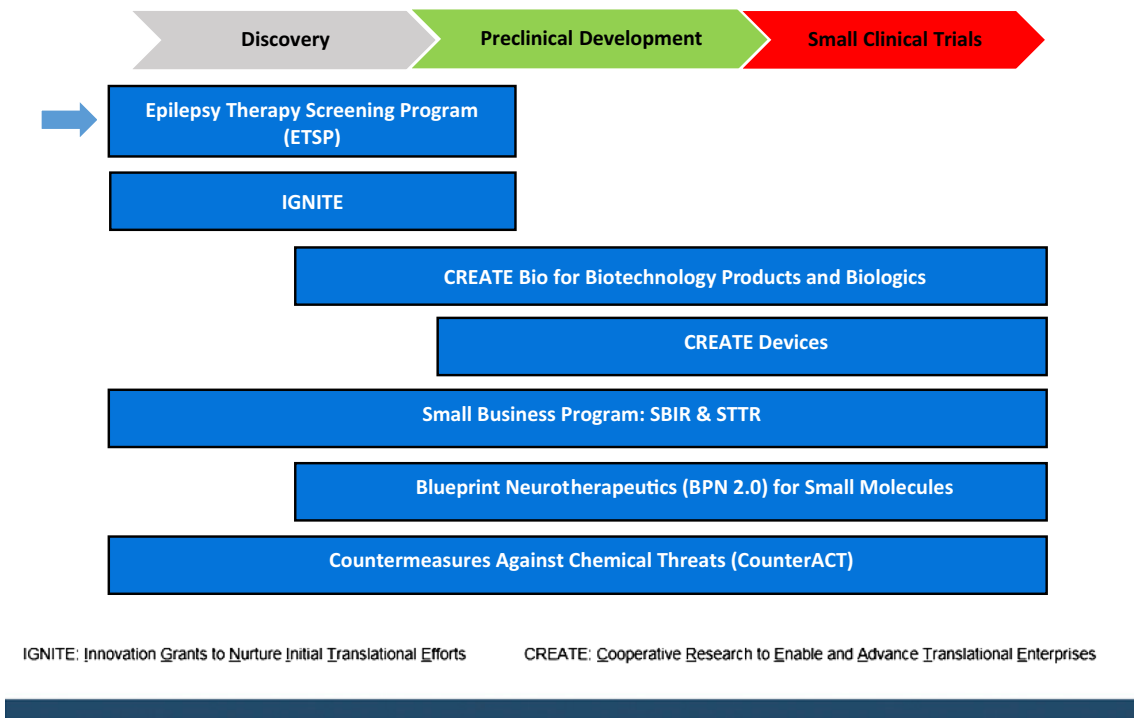 Discovery
Preclinical Development
Small Clinical Trials
Epilepsy Therapy Screening Program
(ETSP)
IGNITE
CREATE Bio for Biotechnology Products and Biologics
CREATE Devices
Small Business Program: SBIR & STTR
Blueprint Neurotherapeutics (BPN 2.0) for Small Molecules
Countermeasures Against Chemical Threats (CounterACT)
IGNITE: Innovation Grants to Nurture Initial Translational Efforts
CREATE: Cooperative Research to Enable and Advance Translational Enterprises